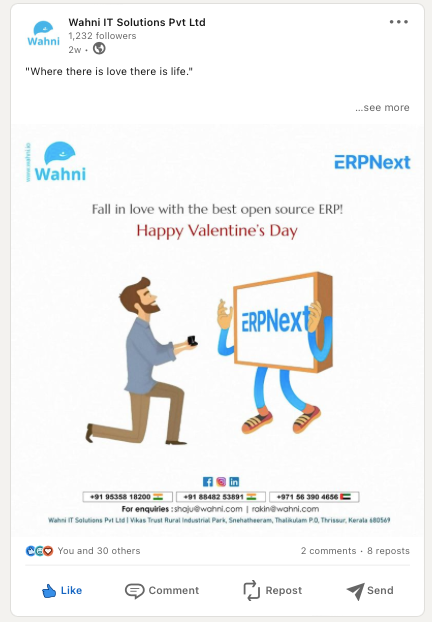 Wahni IT Solutions Pvt Ltd
1,232 followers
2w •
"Where there is love there is life."
...see more
www.wahni.io
Wahni
Wahni
ERPNext
Fall in love with the best open source ERP!
Happy Valentine's Day
ERPNext
+91 95358 18200
+91 88482 53891
+971 56 390 4656
For enquiries : shaju@wahni.com | rakin@wahni.com
Wahni IT Solutions Pvt Ltd | Vikas Trust Rural Industrial Park, Snehatheeram, Thalikulam P.O, Thrissur, Kerala 680569
You and 30 others
2 comments • 8 reposts
Like
Comment
Repost
Send